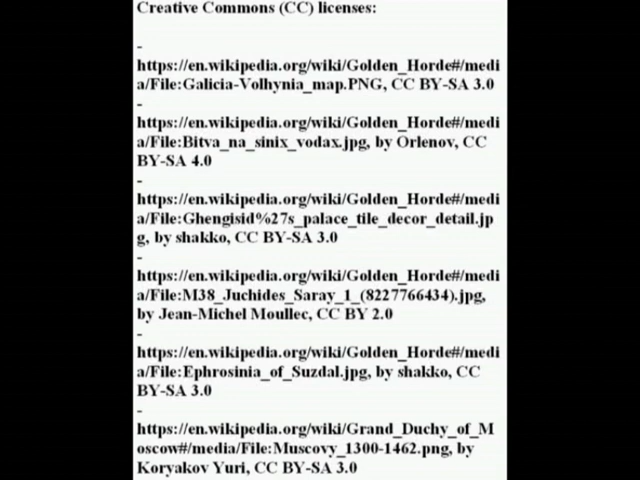 Creative Commons (CC) licenses:
-
https://en.wikipedia.org/wiki/Golden_Horde#/medi
a/File:Galicia-Volhynia_map.PNG, CC BY-SA 3.0
-
https://en.wikipedia.org/wiki/Golden_Horde#/medi
a/File:Bitva_na_sinix_vodax.jpg, by Orlenov, CC
BY-SA 4.0
-
https://en.wikipedia.org/wiki/Golden_Horde#/medi
a/File:Ghengisid%27s_palace_tile_decor_detail.jp
g, by shakko, CC BY-SA 3.0
-
https://en.wikipedia.org/wiki/Golden_Horde#/medi
a/File:M38_Juchides_Saray_1_(8227766434).jpg,
by Jean-Michel Moullec, CC BY 2.0
-
https://en.wikipedia.org/wiki/Golden_Horde#/medi
a/File:Ephrosinia_of_Suzdal.jpg, by shakko, CC
BY-SA 3.0
-
https://en.wikipedia.org/wiki/Grand_Duchy_of_M
oscow#/media/File:Muscovy_1300-1462.png, by
Koryakov Yuri, CC BY-SA 3.0